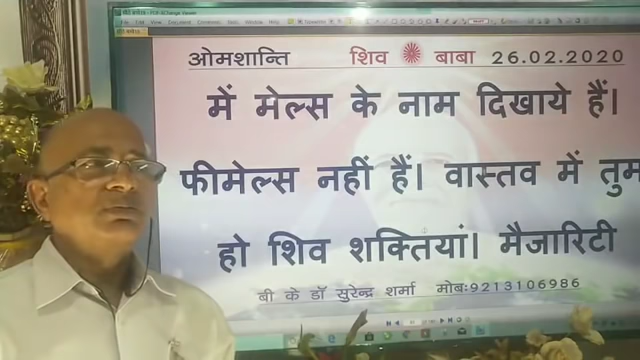 ओमशान्ति शिव बाबा 26.02.2020
में मेल्स के नाम दिखाये हैं।
फीमेल्स नहीं हैं। वास्तव में तुम
हो शिव शक्तियां। मैजारिटी
बी के डॉ सुरेन्द्र शर्मा मोब:9213106986